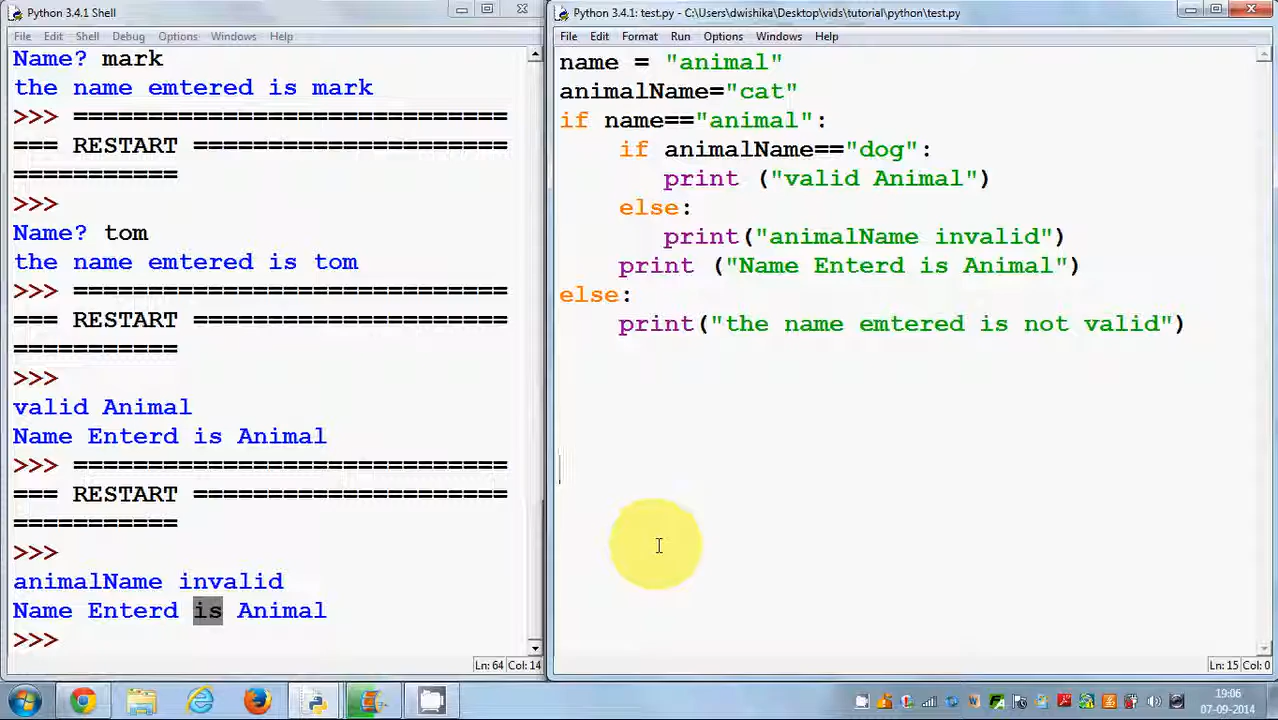 Python 3.4.1 Shell
File Edit Shell Debug Options Windows Help
Name? mark
the name emtered is mark
>>> =============================
=== RESTART =====================
===========
>>>
Name? tom
the name emtered is tom
>>> =============================
=== RESTART =====================
===========
>>>
valid Animal
Name Enterd is Animal
>>> =============================
=== RESTART =====================
===========
>>>
animalName invalid
Name Enterd is Animal
>>>
Ln: 64 Col: 14
Python 3.4.1: test.py - C:\Users\dwishika\Desktop\vids\tutorial\python\test.py
File Edit Format Run Options Windows Help
name = "animal"
animalName="cat"
if name=="animal":
    if animalName=="dog":
       print ("valid Animal")
    else:
       print("animalName invalid")
    print ("Name Enterd is Animal")
else:
    print("the name emtered is not valid")
Ln: 15 Col: 0
19:06
07-09-2014